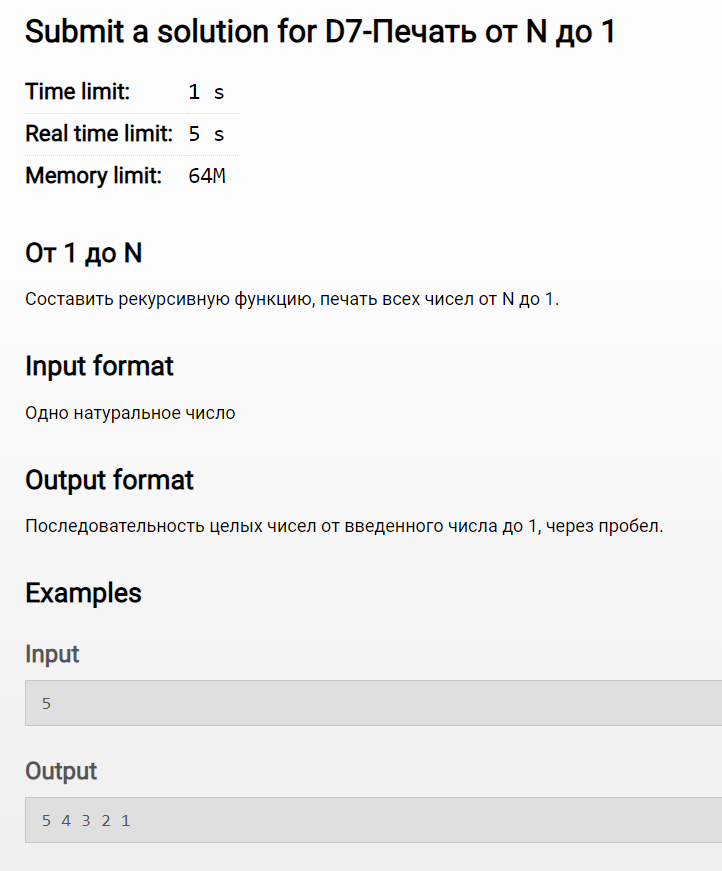 Submit a solution for D7-Печать от N до 1
Time limit: 1 s
Real time limit: 5 s
Memory limit: 64M
От 1 до N
Составить рекурсивную функцию, печать всех чисел от N до 1.
Input format
Одно натуральное число
Output format
Последовательность целых чисел от введенного числа до 1, через пробел.
Examples
Input
5
Output
5 4 3 2 1